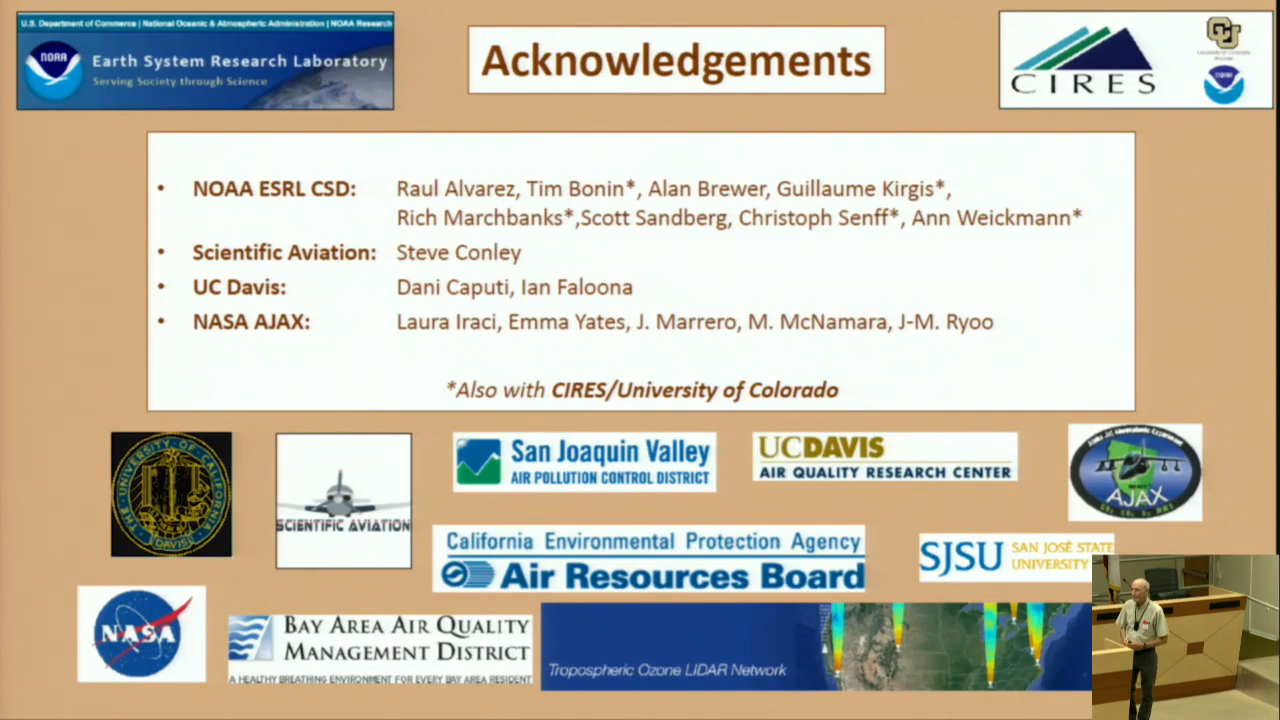 U.S. Department of Commerce | National Oceanic & Atmospheric Administration | NOAA Research
NOAA
Earth System Research Laboratory
Serving Society through Science
Acknowledgements
CIRES
CU
NOAA
• NOAA ESRL CSD: Raul Alvarez, Tim Bonin*, Alan Brewer, Guillaume Kirgis*,
Rich Marchbanks*,Scott Sandberg, Christoph Senff*, Ann Weickmann*
• Scientific Aviation: Steve Conley
• UC Davis: Dani Caputi, Ian Faloona
• NASA AJAX: Laura Iraci, Emma Yates, J. Marrero, M. McNamara, J-M. Ryoo
*Also with CIRES/University of Colorado
THE UNIVERSITY OF CALIFORNIA
DAVIS
SCIENTIFIC AVIATION
San Joaquin Valley
AIR POLLUTION CONTROL DISTRICT
UCDAVIS
AIR QUALITY RESEARCH CENTER
AJAX
California Environmental Protection Agency
Air Resources Board
SJSU SAN JOSÉ STATE
UNIVERSITY
NASA
BAY AREA AIR QUALITY
MANAGEMENT DISTRICT
A HEALTHY BREATHING ENVIRONMENT FOR EVERY BAY AREA RESIDENT
Tropospheric Ozone LIDAR Network